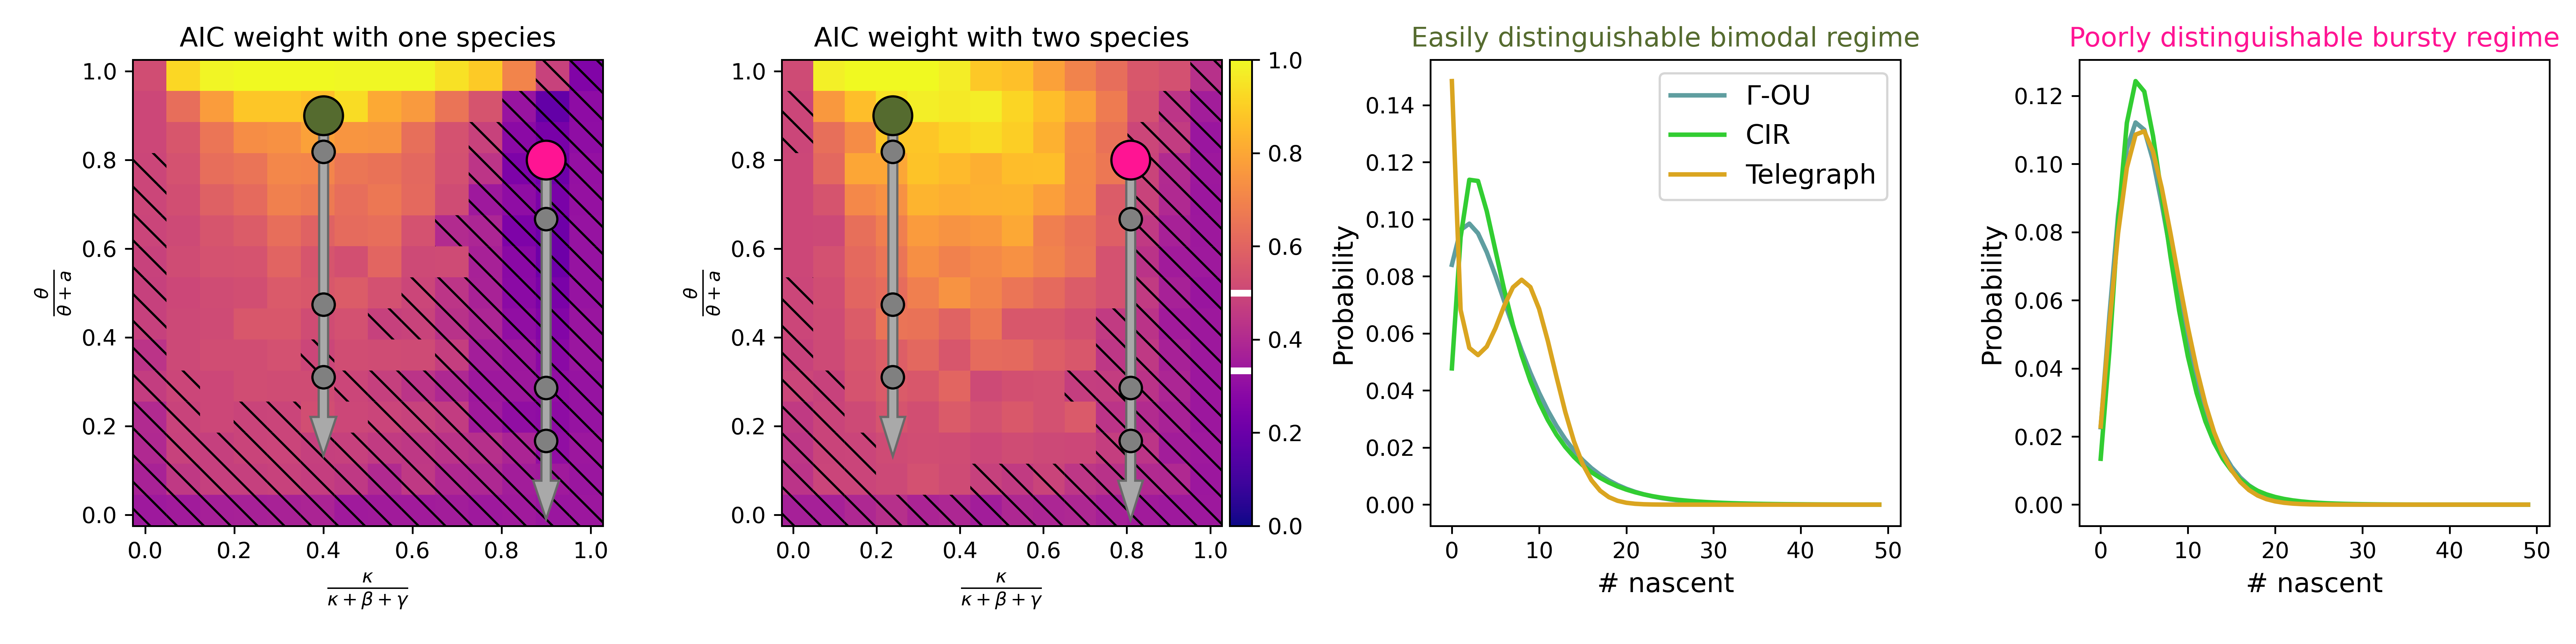 AIC weight with one species
1.0
0.8
0.6
0.4
0.2
0.0
θ
θ + a
0.0 0.2 0.4 0.6 0.8 1.0
κ
κ + β + γ
AIC weight with two species
1.0
0.8
0.6
0.4
0.2
0.0
θ
θ + a
0.0 0.2 0.4 0.6 0.8 1.0
κ
κ + β + γ
1.0
0.8
0.6
0.4
0.2
0.0
Easily distinguishable bimodal regime
Γ-OU
CIR
Telegraph
Probability
0.14
0.12
0.10
0.08
0.06
0.04
0.02
0.00
0 10 20 30 40 50
# nascent
Poorly distinguishable bursty regime
Probability
0.12
0.10
0.08
0.06
0.04
0.02
0.00
0 10 20 30 40 50
# nascent